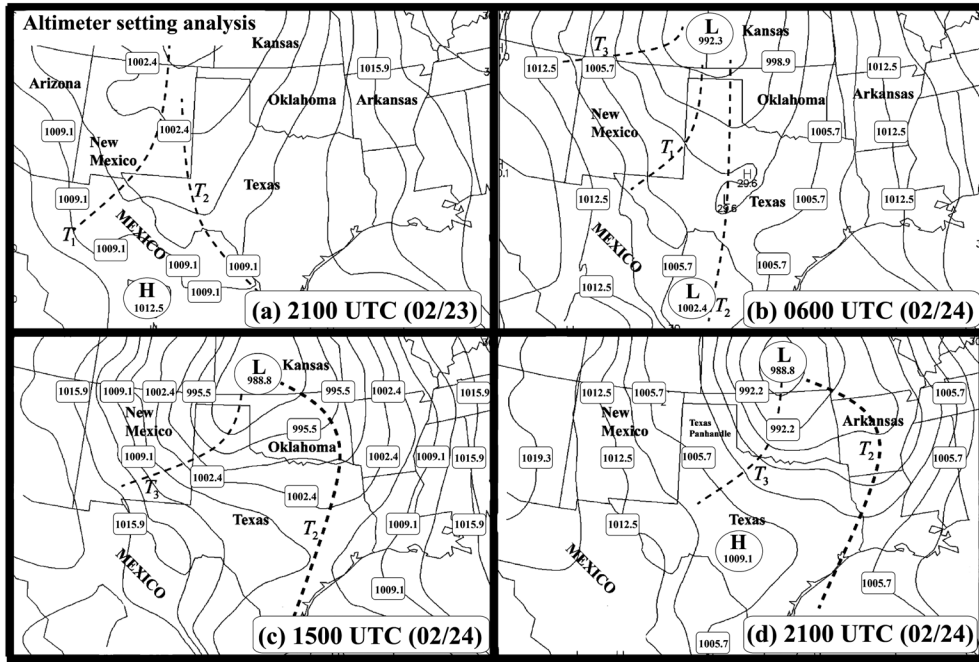 Altimeter setting analysis
Kansas
1002.4
1015.9
Arizona
Oklahoma
Arkansas
1009.1
1002.4
New
Mexico
T2
Texas
1009.1
T1
MEXICO
1009.1
1009.1
1009.1
H
1012.5
1009.1
(a) 2100 UTC (02/23)
L
992.3
Kansas
T3
1012.5
1005.7
998.9
1012.5
Oklahoma
Arkansas
New
Mexico
1005.7
1012.5
T1
H
29.6
1012.5
29.6
Texas
1005.7
1012.5
MEXICO
1005.7
1005.7
1012.5
L
1002.4
T2
(b) 0600 UTC (02/24)
L
988.8
Kansas
1015.9
1009.1
1002.4
995.5
995.5
1002.4
1015.9
New
Mexico
995.5
Oklahoma
1009.1
1002.4
1009.1
1015.9
T3
1002.4
1002.4
1015.9
Texas
T2
1009.1
1015.9
MEXICO
1009.1
(c) 1500 UTC (02/24)
L
988.8
1012.5
1005.7
992.2
1005.7
New
Mexico
Texas
Panhandle
992.2
Arkansas
1019.3
1012.5
1005.7
T2
1005.7
T3
1012.5
Texas
H
1009.1
MEXICO
1005.7
1005.7
(d) 2100 UTC (02/24)